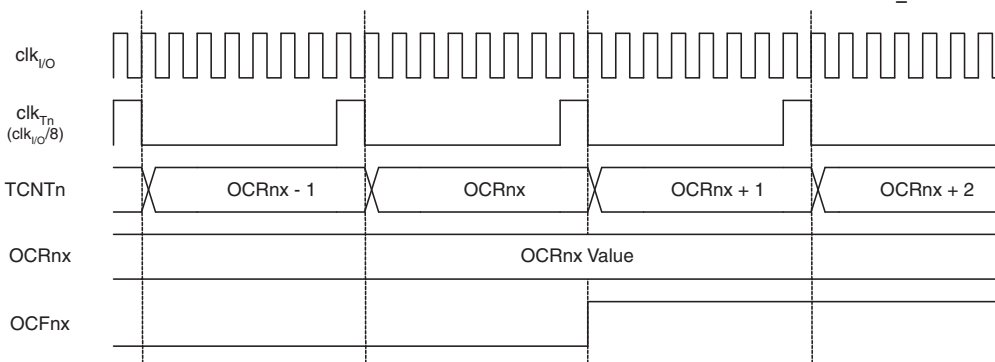 clkI/O
clkTn
(clkI/O/8)
TCNTn
OCRnx - 1
OCRnx
OCRnx + 1
OCRnx + 2
OCRnx
OCRnx Value
OCFnx